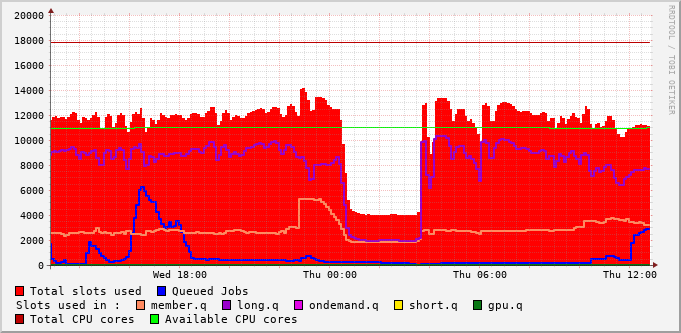 20000
18000
16000
14000
12000
10000
8000
6000
4000
2000
0
Wed 18:00 Thu 00:00 Thu 06:00 Thu 12:00
Total slots used Queued Jobs
Slots used in : member.q long.q ondemand.q short.q gpu.q
Total CPU cores Available CPU cores
RRDTOOL / TOBI OETIKER